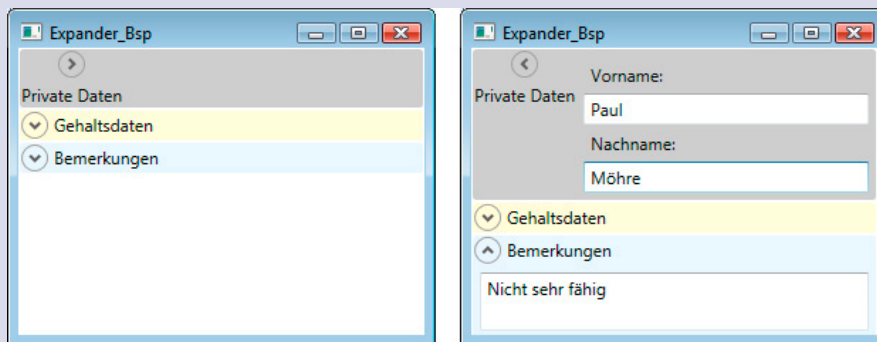 Expander_Bsp
Private Daten
Gehaltsdaten
Bemerkungen
Expander_Bsp
Vorname:
Private Daten
Paul
Nachname:
Möhre
Gehaltsdaten
Bemerkungen
Nicht sehr fähig